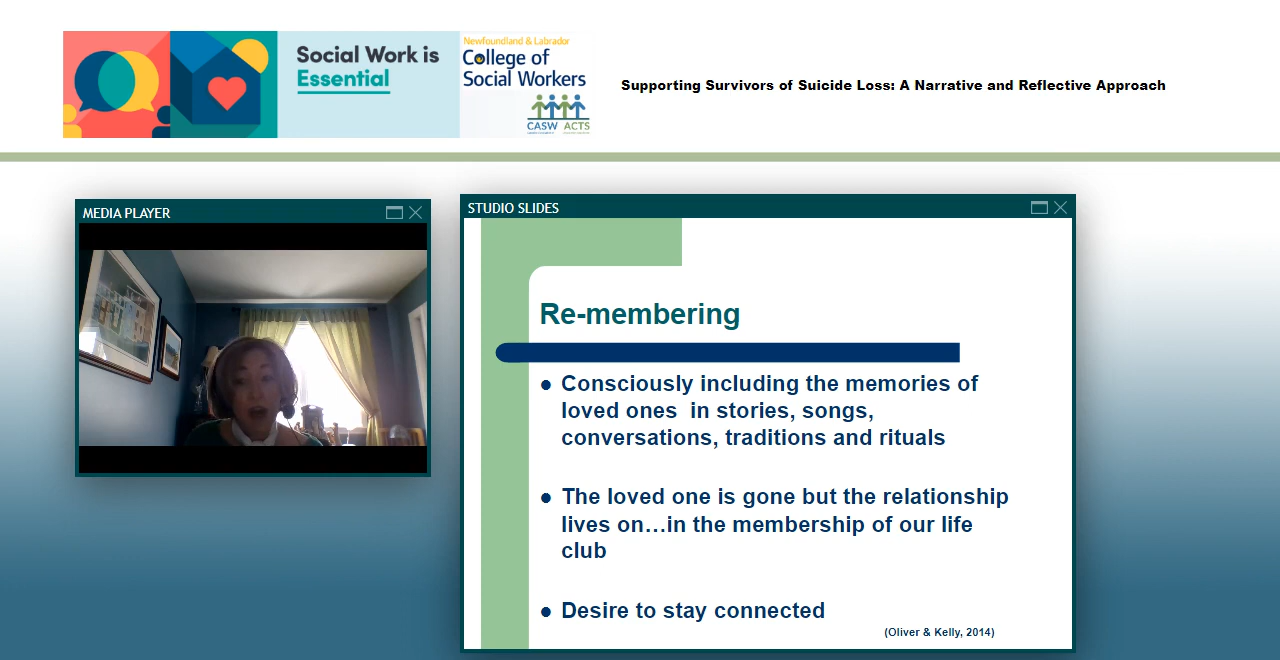 Social Work is
Essential
Newfoundland & Labrador
College of
Social Workers
CASW ACTS
Supporting Survivors of Suicide Loss: A Narrative and Reflective Approach
MEDIA PLAYER
STUDIO SLIDES
Re-membering
● Consciously including the memories of
loved ones in stories, songs,
conversations, traditions and rituals
● The loved one is gone but the relationship
lives on…in the membership of our life
club
● Desire to stay connected
(Oliver & Kelly, 2014)